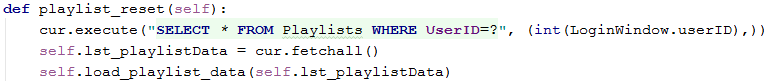 def playlist_reset(self):
    cur.execute("SELECT * FROM Playlists WHERE UserID=?", (int(LoginWindow.userID),))
    self.lst_playlistData = cur.fetchall()
    self.load_playlist_data(self.lst_playlistData)